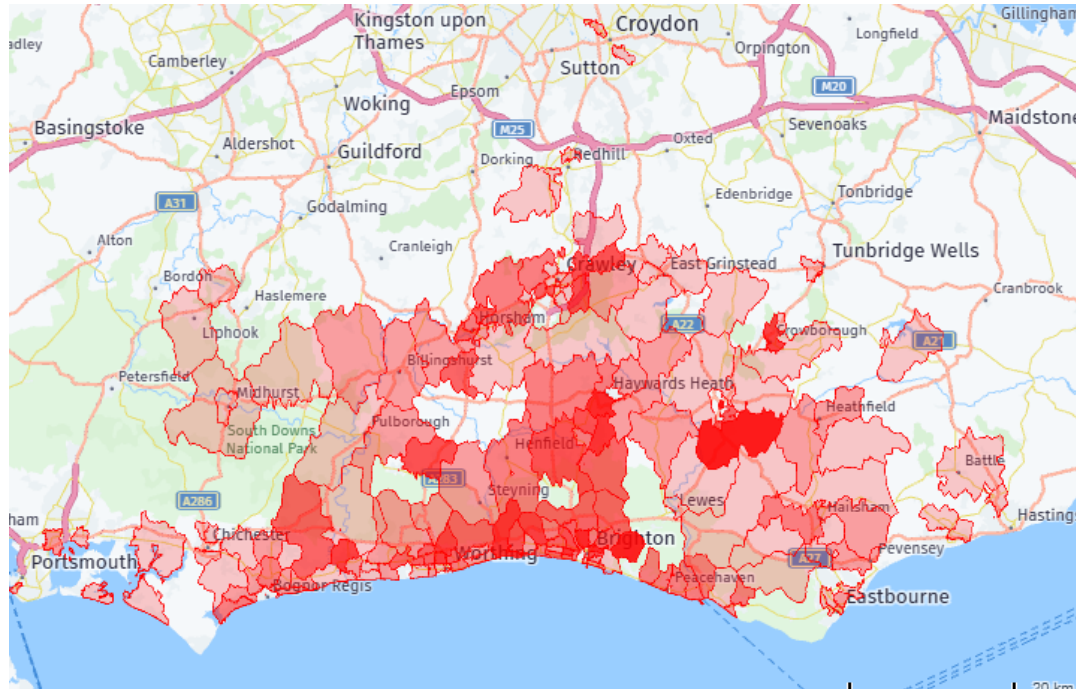 Gillingham
Croydon
Kingston upon
Thames
Longfield
adley
Orpington
Camberley
Sutton
M20
Epsom
Woking
Maidstone
Basingstoke
M25
Sevenoaks
Aldershot
Oxted
Guildford
Redhill
Dorking
Tonbridge
Edenbridge
A31
Godalming
Alton
Cranleigh
Tunbridge Wells
Crawley
East Grinstead
Bordon
Cranbrook
Haslemere
Horsham
A22
Liphook
Crowborough
A21
Billingshurst
Petersfield
Haywards Heath
Midhurst
Heathfield
Pulborough
South Downs
National Park
Henfield
Battle
A283
Steyning
A286
Lewes
Hailsham
ham
Hastings
Chichester
Brighton
Worthing
Pevensey
Portsmouth
A27
Peacehaven
Bognor Regis
Eastbourne
20 km